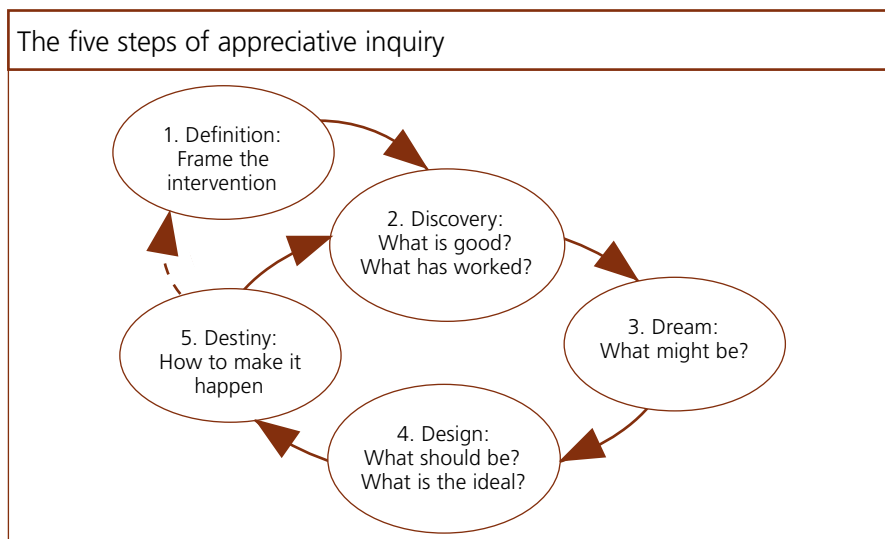 The five steps of appreciative inquiry
1. Definition:
Frame the
intervention
2. Discovery:
What is good?
What has worked?
3. Dream:
What might be?
4. Design:
What should be?
What is the ideal?
5. Destiny:
How to make it
happen